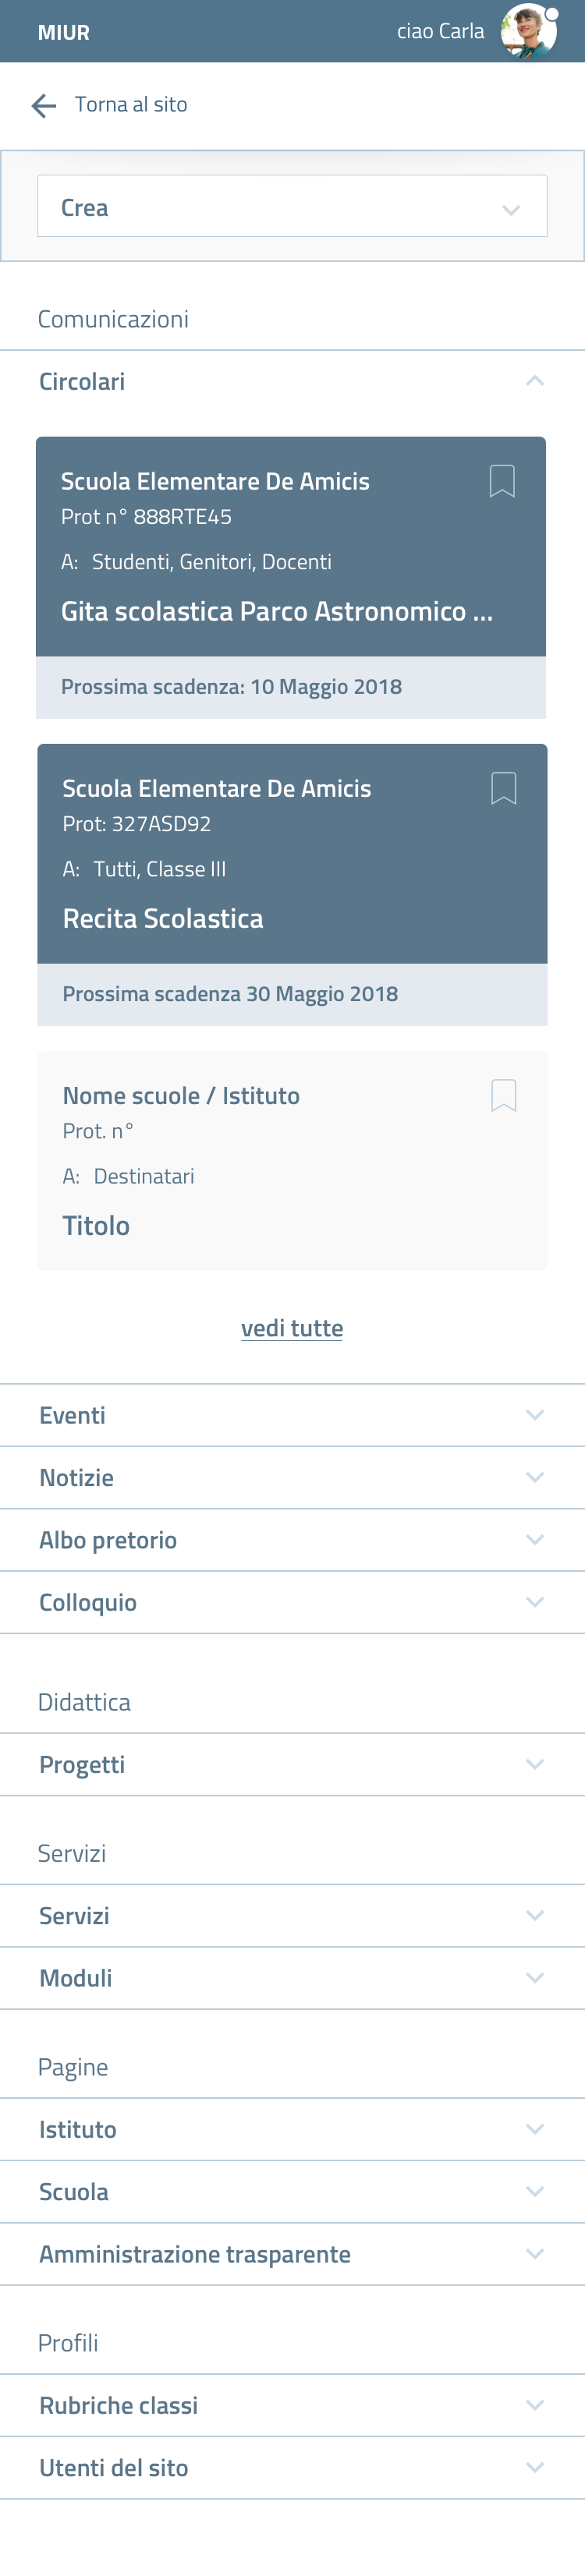 MIUR
ciao Carla
Torna al sito
Crea
Comunicazioni
Circolari
Scuola Elementare De Amicis
Prot n° 888RTE45
A: Studenti, Genitori, Docenti
Gita scolastica Parco Astronomico ...
Prossima scadenza: 10 Maggio 2018
Scuola Elementare De Amicis
Prot: 327ASD92
A: Tutti, Classe III
Recita Scolastica
Prossima scadenza 30 Maggio 2018
Nome scuole / Istituto
Prot. n°
A: Destinatari
Titolo
vedi tutte
Eventi
Notizie
Albo pretorio
Colloquio
Didattica
Progetti
Servizi
Servizi
Moduli
Pagine
Istituto
Scuola
Amministrazione trasparente
Profili
Rubriche classi
Utenti del sito